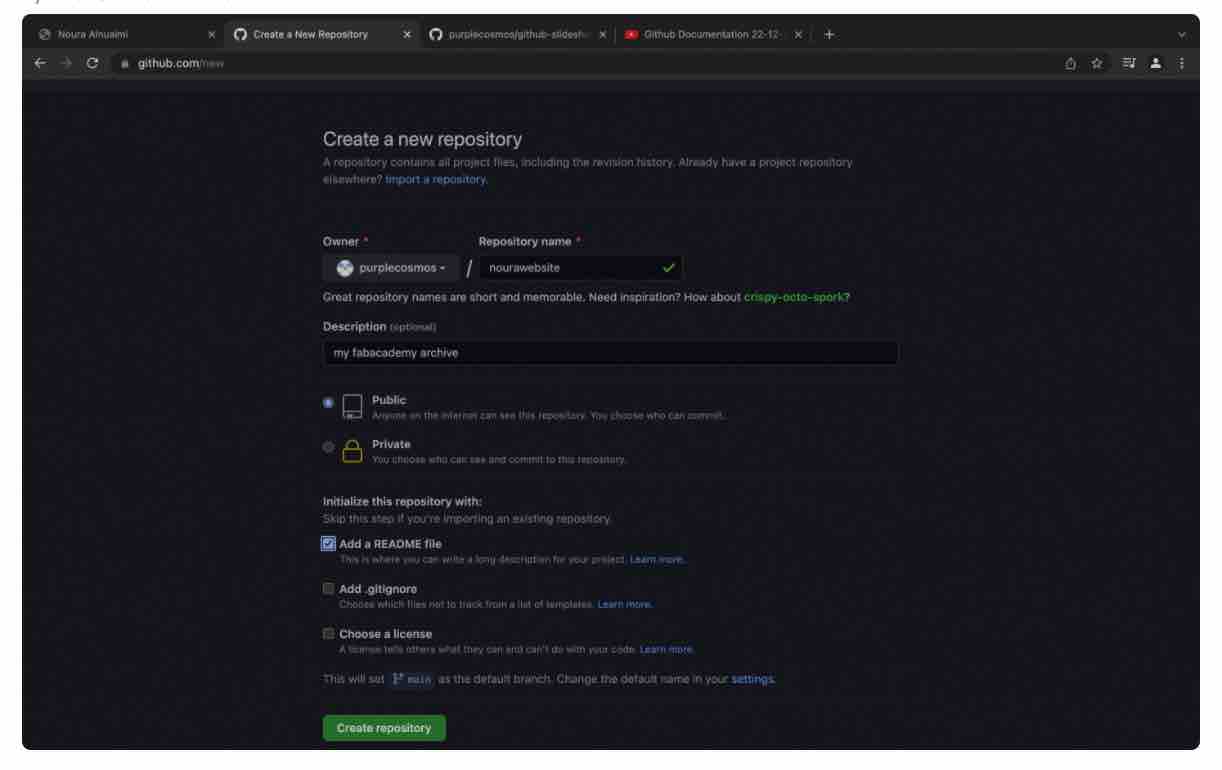 Noura Alnuaimi
Create a New Repository
purplecosmos/github-slidesh
Github Documentation 22-12-
github.com/new
Create a new repository
A repository contains all project files, including the revision history. Already have a project repository
elsewhere? Import a repository.
Owner *
Repository name *
purplecosmos
/
nourawebsite
Great repository names are short and memorable. Need inspiration? How about crispy-octo-spork?
Description (optional)
my fabacademy archive
Public
Anyone on the internet can see this repository. You choose who can commit.
Private
You choose who can see and commit to this repository.
Initialize this repository with:
Skip this step if you're importing an existing repository.
Add a README file
This is where you can write a long description for your project. Learn more.
Add .gitignore
Choose which files not to track from a list of templates. Learn more.
Choose a license
A license tells others what they can and can't do with your code. Learn more.
This will set main as the default branch. Change the default name in your settings.
Create repository